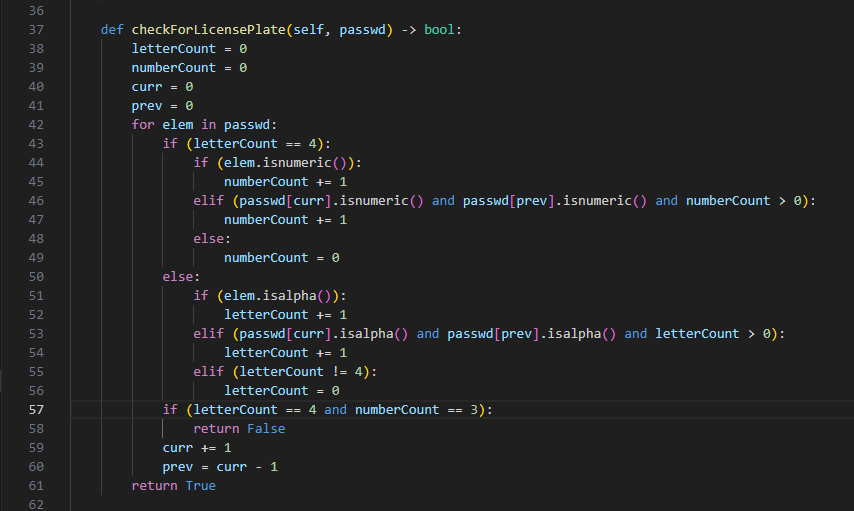 36
37 def checkForLicensePlate(self, passwd) -> bool:
38 letterCount = 0
39 numberCount = 0
40 curr = 0
41 prev = 0
42 for elem in passwd:
43 if (letterCount == 4):
44 if (elem.isnumeric()):
45 numberCount += 1
46 elif (passwd[curr].isnumeric() and passwd[prev].isnumeric() and numberCount > 0):
47 numberCount += 1
48 else:
49 numberCount = 0
50 else:
51 if (elem.isalpha()):
52 letterCount += 1
53 elif (passwd[curr].isalpha() and passwd[prev].isalpha() and letterCount > 0):
54 letterCount += 1
55 elif (letterCount != 4):
56 letterCount = 0
57 if (letterCount == 4 and numberCount == 3):
58 return False
59 curr += 1
60 prev = curr - 1
61 return True
62